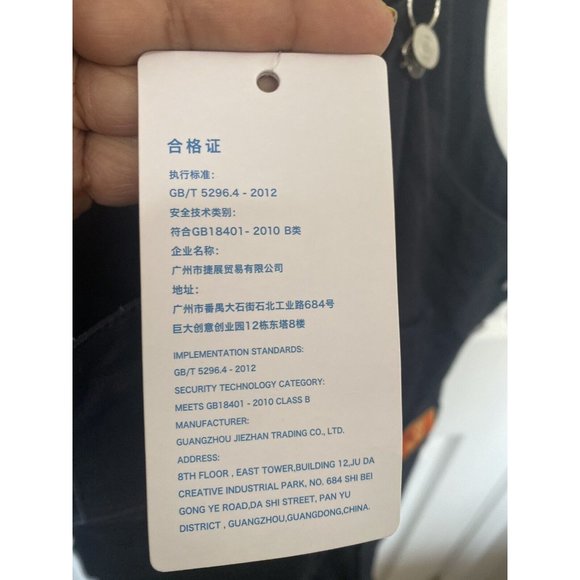 合格证
执行标准:
GB/T 5296.4 - 2012
安全技术类别:
符合GB18401- 2010 B类
企业名称:
广州市捷展贸易有限公司
地址:
广州市番禺大石街石北工业路684号
巨大创意创业园12栋东塔8楼
IMPLEMENTATION STANDARDS:
GB/T 5296.4 - 2012
SECURITY TECHNOLOGY CATEGORY:
MEETS GB18401 - 2010 CLASS B
MANUFACTURER:
GUANGZHOU JIEZHAN TRADING CO., LTD.
ADDRESS:
8TH FLOOR , EAST TOWER,BUILDING 12,JU DA
CREATIVE INDUSTRIAL PARK, NO. 684 SHI BEI
GONG YE ROAD,DA SHI STREET, PAN YU
DISTRICT , GUANGZHOU,GUANGDONG,CHINA.